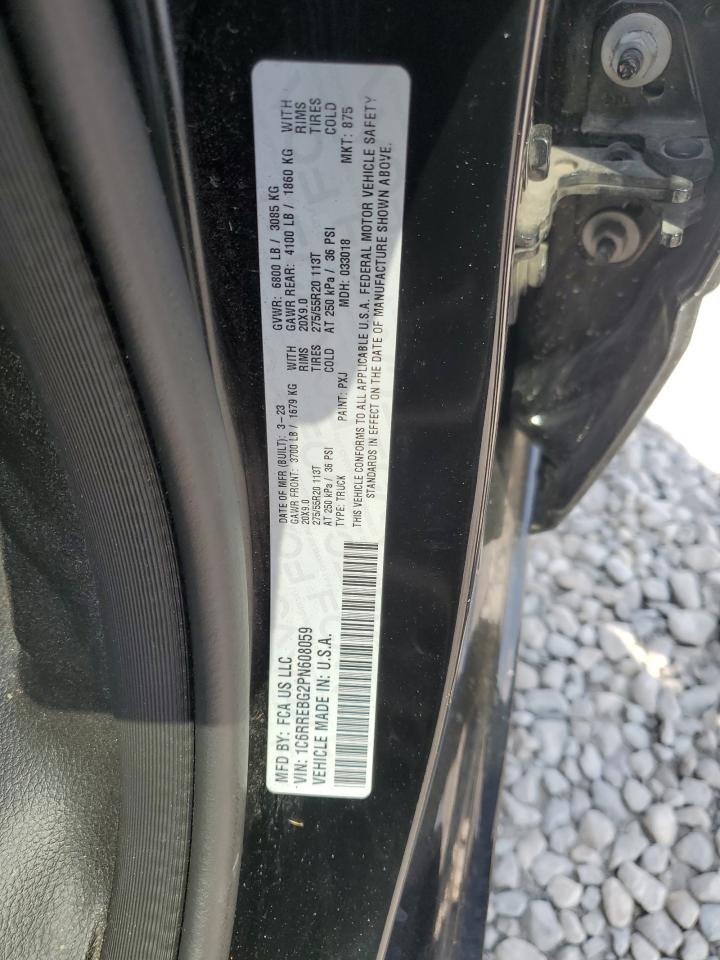 MFD BY: FCA US LLC
VIN: 1C6RREBG2PN608059
VEHICLE MADE IN: U.S.A.
DATE OF MFR (BUILT): 3-23
GAWR FRONT: 3700 LB / 1679 KG WITH
20X9.0 RIMS
275/55R20 113T TIRES
AT 250 kPa / 36 PSI COLD
TYPE: TRUCK PAINT: PXJ
GVWR: 6800 LB / 3085 KG
GAWR REAR: 4100 LB / 1860 KG WITH
20X9.0 RIMS
275/55R20 113T TIRES
AT 250 kPa / 36 PSI COLD
MDH: 033018 MKT: 875
THIS VEHICLE CONFORMS TO ALL APPLICABLE U.S.A. FEDERAL MOTOR VEHICLE SAFETY
STANDARDS IN EFFECT ON THE DATE OF MANUFACTURE SHOWN ABOVE.